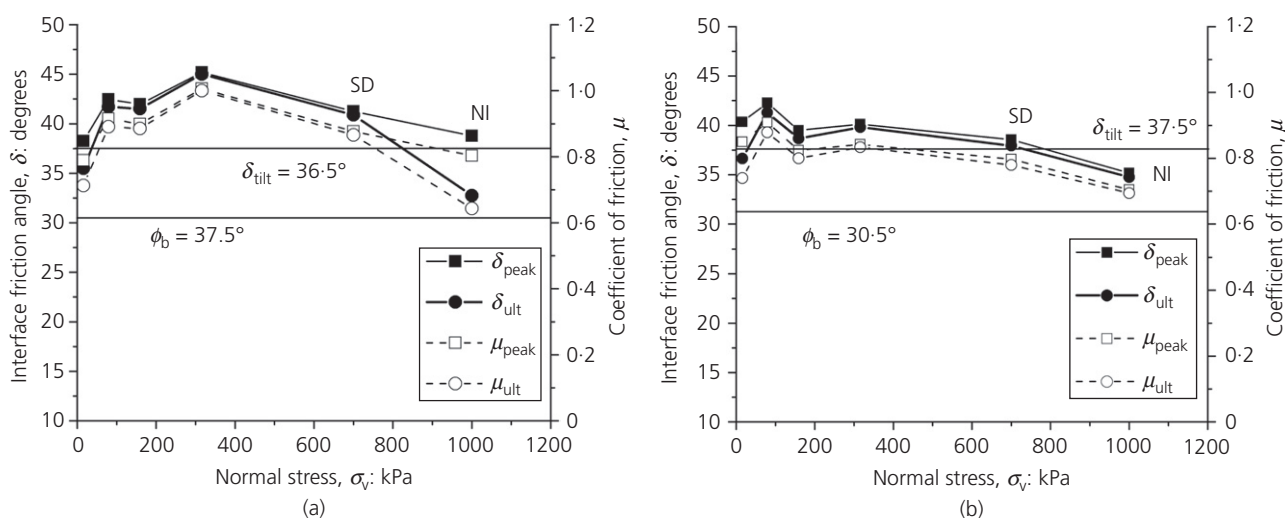 50
45
40
35
30
25
20
15
10
Interface friction angle, δ: degrees
(a)
SD
NI
δtilt = 36·5°
ϕb = 37.5°
δpeak
δult
μpeak
μult
1·2
1·0
0·8
0·6
0·4
0·2
0
Coefficient of friction, μ
0 200 400 600 800 1000 1200
Normal stress, σv: kPa
(a)
50
45
40
35
30
25
20
15
10
Interface friction angle, δ: degrees
(b)
SD
δtilt = 37·5°
NI
ϕb = 30·5°
δpeak
δult
μpeak
μult
1·2
1·0
0·8
0·6
0·4
0·2
0
Coefficient of friction, μ
0 200 400 600 800 1000 1200
Normal stress, σv: kPa
(b)